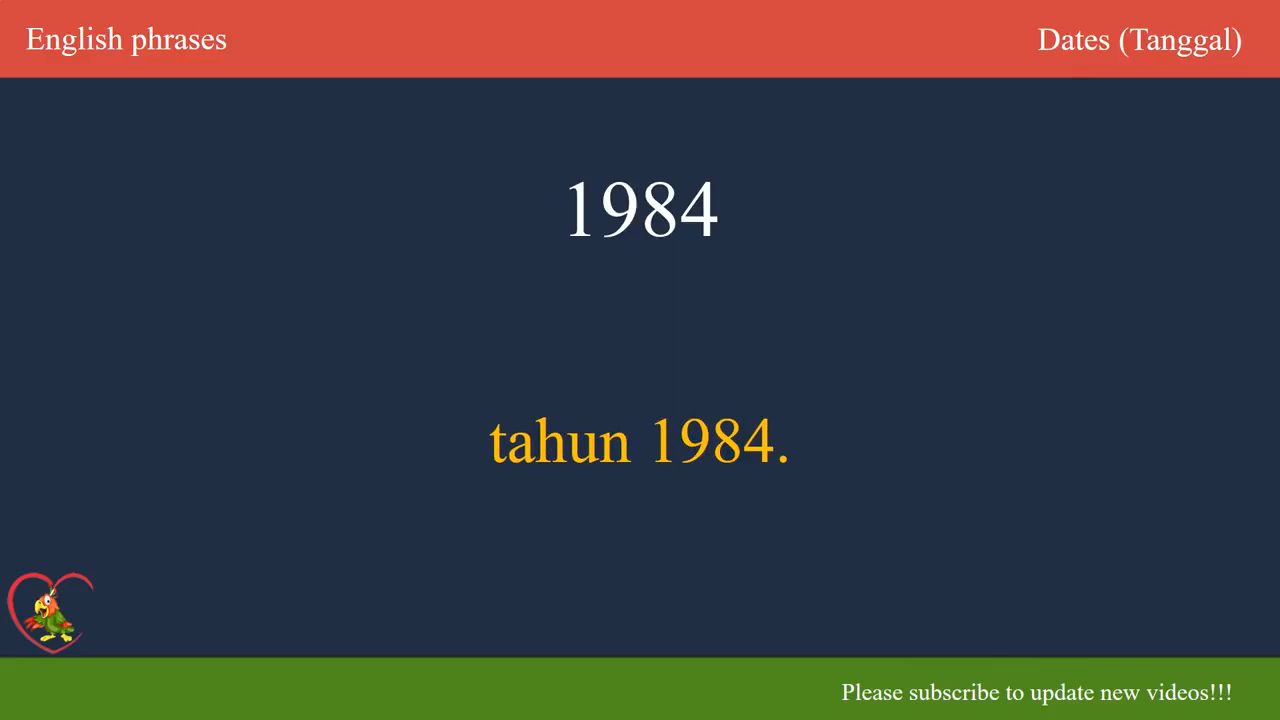 English phrases
Dates (Tanggal)
1984
tahun 1984.
Please subscribe to update new videos!!!